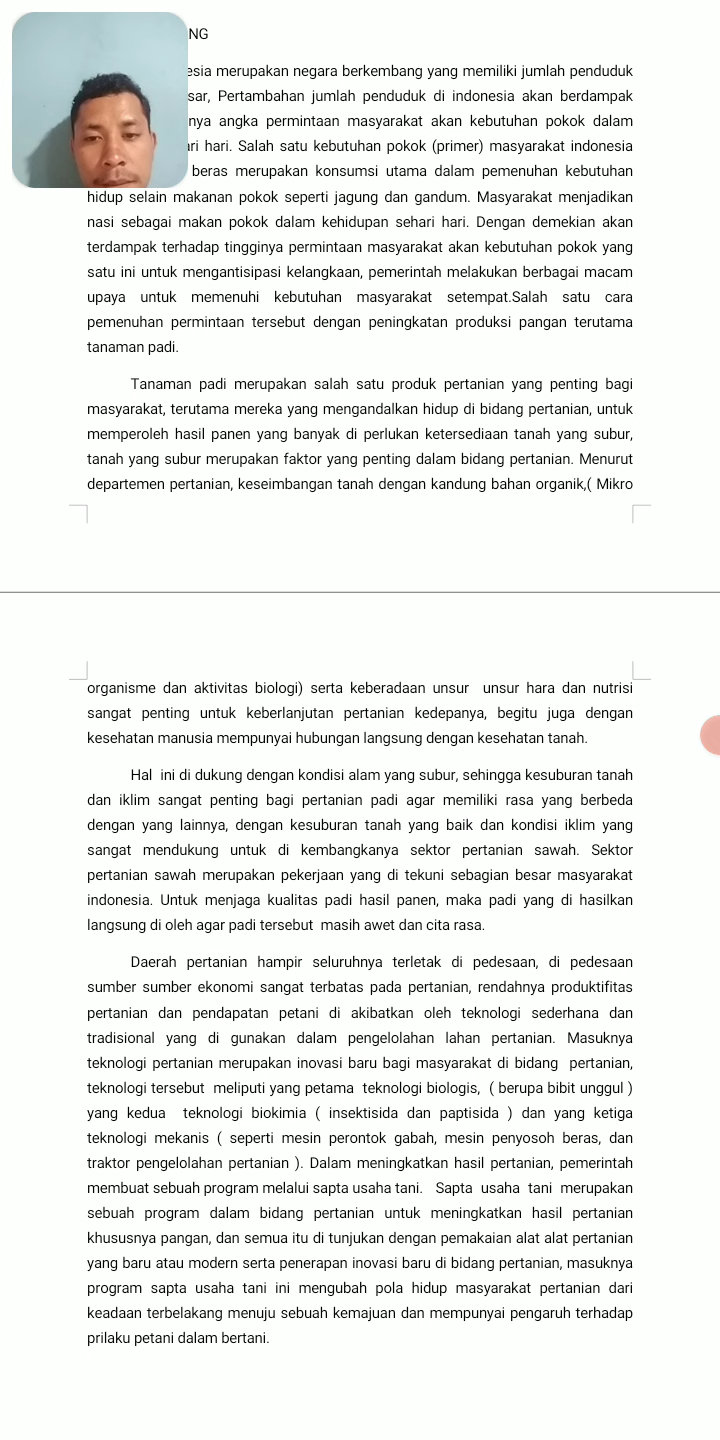 NG
esia merupakan negara berkembang yang memiliki jumlah penduduk
sar, Pertambahan jumlah penduduk di indonesia akan berdampak
nya angka permintaan masyarakat akan kebutuhan pokok dalam
ri hari. Salah satu kebutuhan pokok (primer) masyarakat indonesia
beras merupakan konsumsi utama dalam pemenuhan kebutuhan
hidup selain makanan pokok seperti jagung dan gandum. Masyarakat menjadikan
nasi sebagai makan pokok dalam kehidupan sehari hari. Dengan demekian akan
terdampak terhadap tingginya permintaan masyarakat akan kebutuhan pokok yang
satu ini untuk mengantisipasi kelangkaan, pemerintah melakukan berbagai macam
upaya untuk memenuhi kebutuhan masyarakat setempat.Salah satu cara
pemenuhan permintaan tersebut dengan peningkatan produksi pangan terutama
tanaman padi.
Tanaman padi merupakan salah satu produk pertanian yang penting bagi
masyarakat, terutama mereka yang mengandalkan hidup di bidang pertanian, untuk
memperoleh hasil panen yang banyak di perlukan ketersediaan tanah yang subur,
tanah yang subur merupakan faktor yang penting dalam bidang pertanian. Menurut
departemen pertanian, keseimbangan tanah dengan kandung bahan organik,( Mikro
organisme dan aktivitas biologi) serta keberadaan unsur unsur hara dan nutrisi
sangat penting untuk keberlanjutan pertanian kedepanya, begitu juga dengan
kesehatan manusia mempunyai hubungan langsung dengan kesehatan tanah.
Hal ini di dukung dengan kondisi alam yang subur, sehingga kesuburan tanah
dan iklim sangat penting bagi pertanian padi agar memiliki rasa yang berbeda
dengan yang lainnya, dengan kesuburan tanah yang baik dan kondisi iklim yang
sangat mendukung untuk di kembangkanya sektor pertanian sawah. Sektor
pertanian sawah merupakan pekerjaan yang di tekuni sebagian besar masyarakat
indonesia. Untuk menjaga kualitas padi hasil panen, maka padi yang di hasilkan
langsung di oleh agar padi tersebut masih awet dan cita rasa.
Daerah pertanian hampir seluruhnya terletak di pedesaan, di pedesaan
sumber sumber ekonomi sangat terbatas pada pertanian, rendahnya produktifitas
pertanian dan pendapatan petani di akibatkan oleh teknologi sederhana dan
tradisional yang di gunakan dalam pengelolahan lahan pertanian. Masuknya
teknologi pertanian merupakan inovasi baru bagi masyarakat di bidang pertanian,
teknologi tersebut meliputi yang petama teknologi biologis, ( berupa bibit unggul )
yang kedua teknologi biokimia ( insektisida dan paptisida ) dan yang ketiga
teknologi mekanis ( seperti mesin perontok gabah, mesin penyosoh beras, dan
traktor pengelolahan pertanian ). Dalam meningkatkan hasil pertanian, pemerintah
membuat sebuah program melalui sapta usaha tani. Sapta usaha tani merupakan
sebuah program dalam bidang pertanian untuk meningkatkan hasil pertanian
khususnya pangan, dan semua itu di tunjukan dengan pemakaian alat alat pertanian
yang baru atau modern serta penerapan inovasi baru di bidang pertanian, masuknya
program sapta usaha tani ini mengubah pola hidup masyarakat pertanian dari
keadaan terbelakang menuju sebuah kemajuan dan mempunyai pengaruh terhadap
prilaku petani dalam bertani.